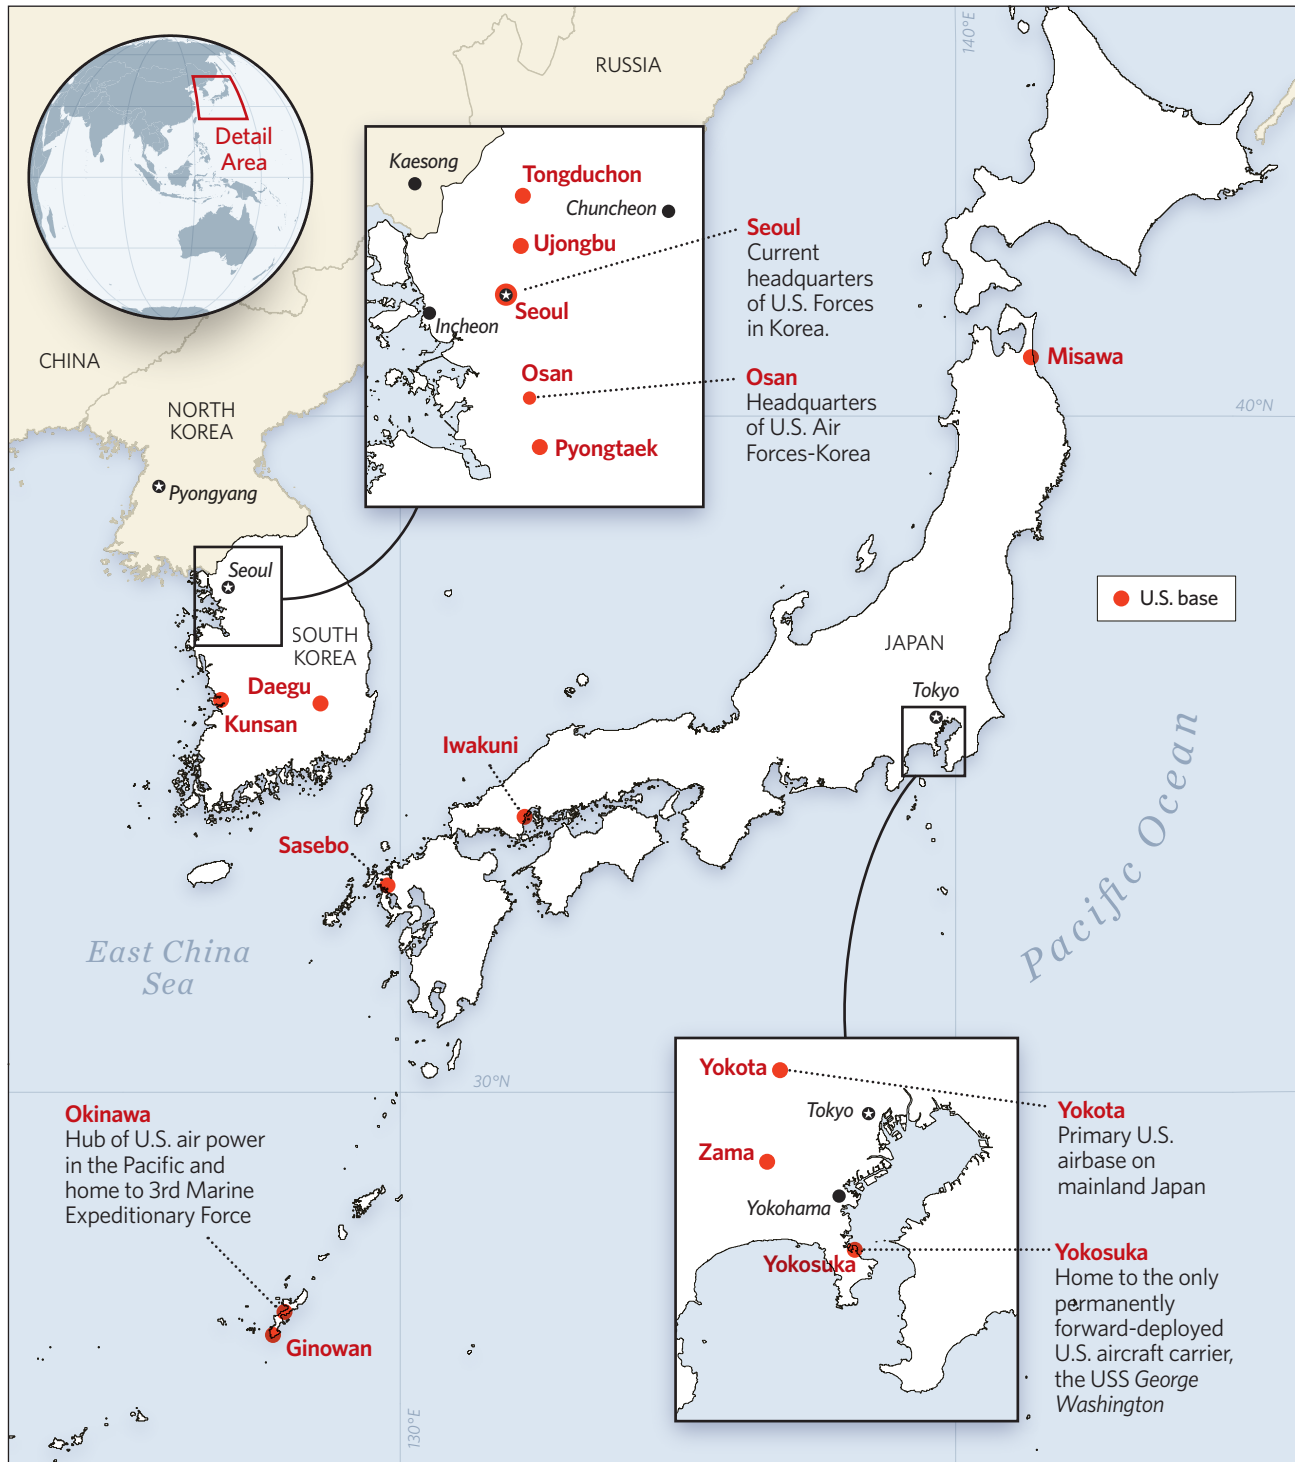 140°E
RUSSIA
Detail
Area
Kaesong
Tongduchon
Chuncheon
Ujongbu
Seoul
Incheon
Osan
Pyongtaek
Seoul
Current
headquarters
of U.S. Forces
in Korea.
Osan
Headquarters
of U.S. Air
Forces-Korea
Misawa
40°N
CHINA
NORTH
KOREA
Pyongyang
Seoul
SOUTH
KOREA
Daegu
Kunsan
U.S. base
JAPAN
Tokyo
Iwakuni
Sasebo
Pacific Ocean
East China
Sea
30°N
Okinawa
Hub of U.S. air power
in the Pacific and
home to 3rd Marine
Expeditionary Force
Ginowan
Yokota
Tokyo
Zama
Yokohama
Yokosuka
Yokota
Primary U.S.
airbase on
mainland Japan
Yokosuka
Home to the only
permanently
forward-deployed
U.S. aircraft carrier,
the USS George
Washington
130°E